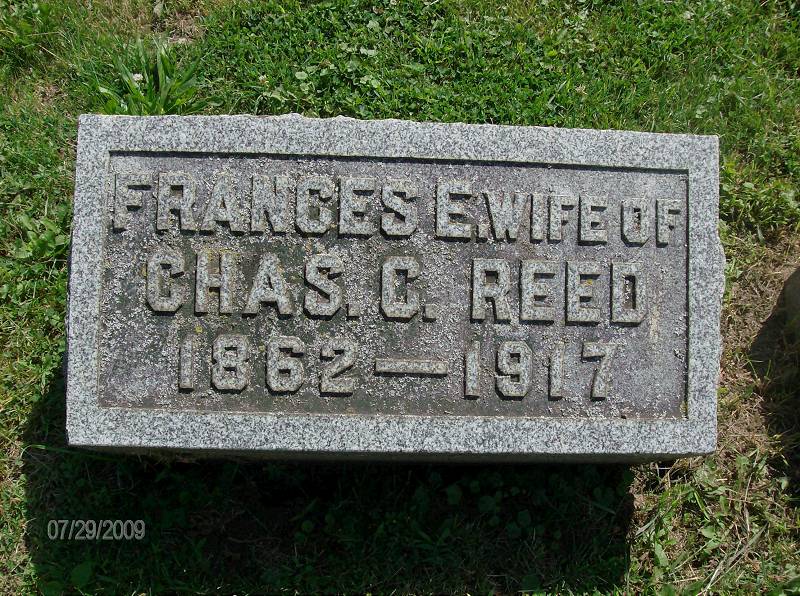 FRANCES E. WIFE OF
CHAS. C. REED
1862—1917
07/29/2009